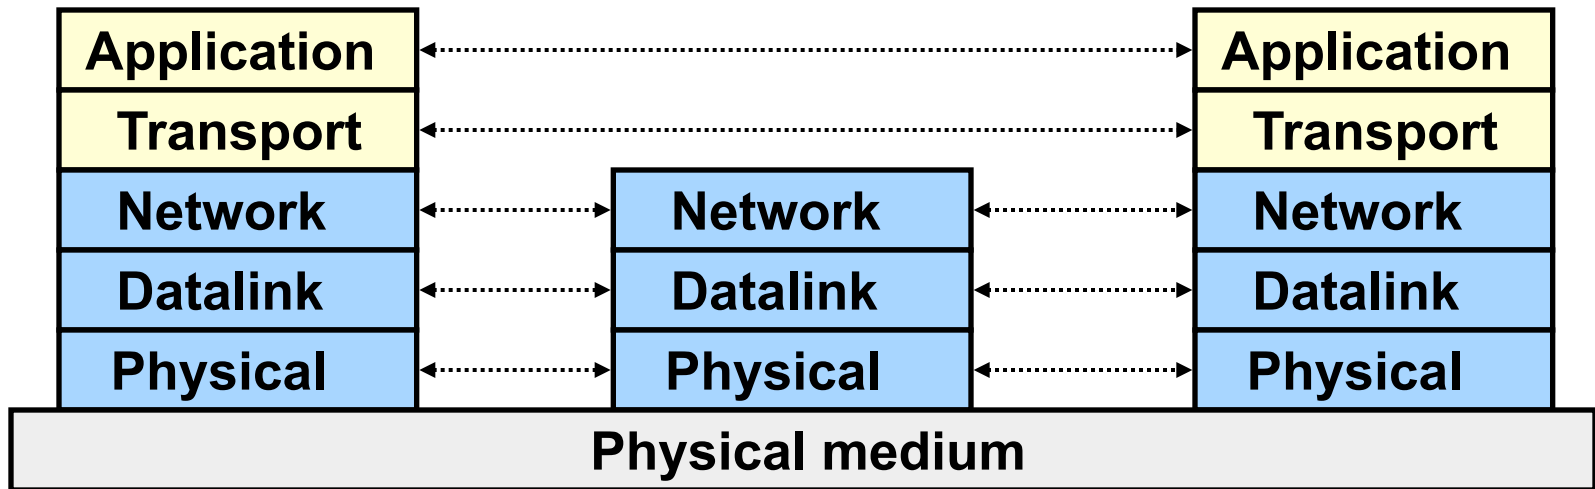 Application Application
Transport Transport
Network Network Network
Datalink Datalink Datalink
Physical Physical Physical
Physical medium